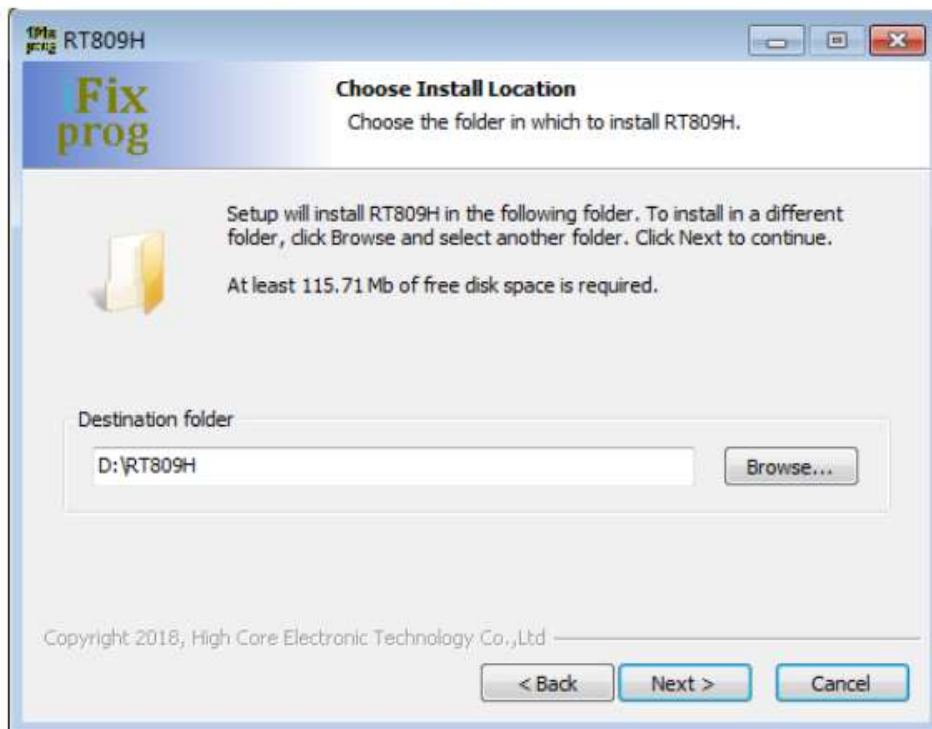 RT809H
Fix
prog
Choose Install Location
Choose the folder in which to install RT809H.
Setup will install RT809H in the following folder. To install in a different
folder, click Browse and select another folder. Click Next to continue.
At least 115.71 Mb of free disk space is required.
Destination folder
D:\RT809H
Browse...
Copyright 2018, High Core Electronic Technology Co.,Ltd
< Back
Next >
Cancel